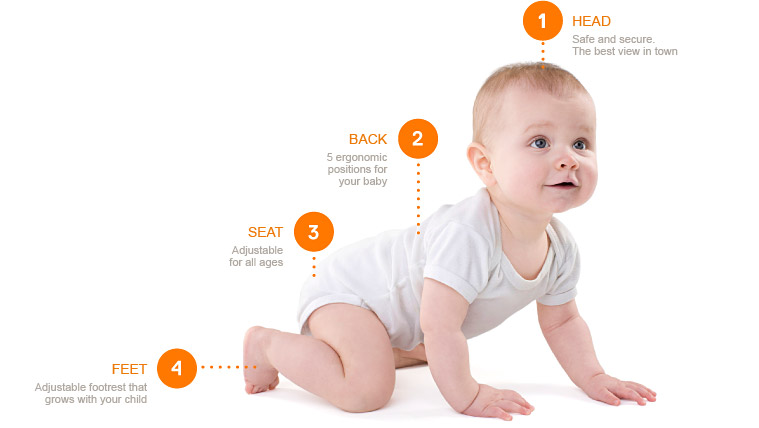 1
HEAD
Safe and secure.
The best view in town
2
BACK
5 ergonomic
positions for
your baby
3
SEAT
Adjustable
for all ages
4
FEET
Adjustable footrest that
grows with your child